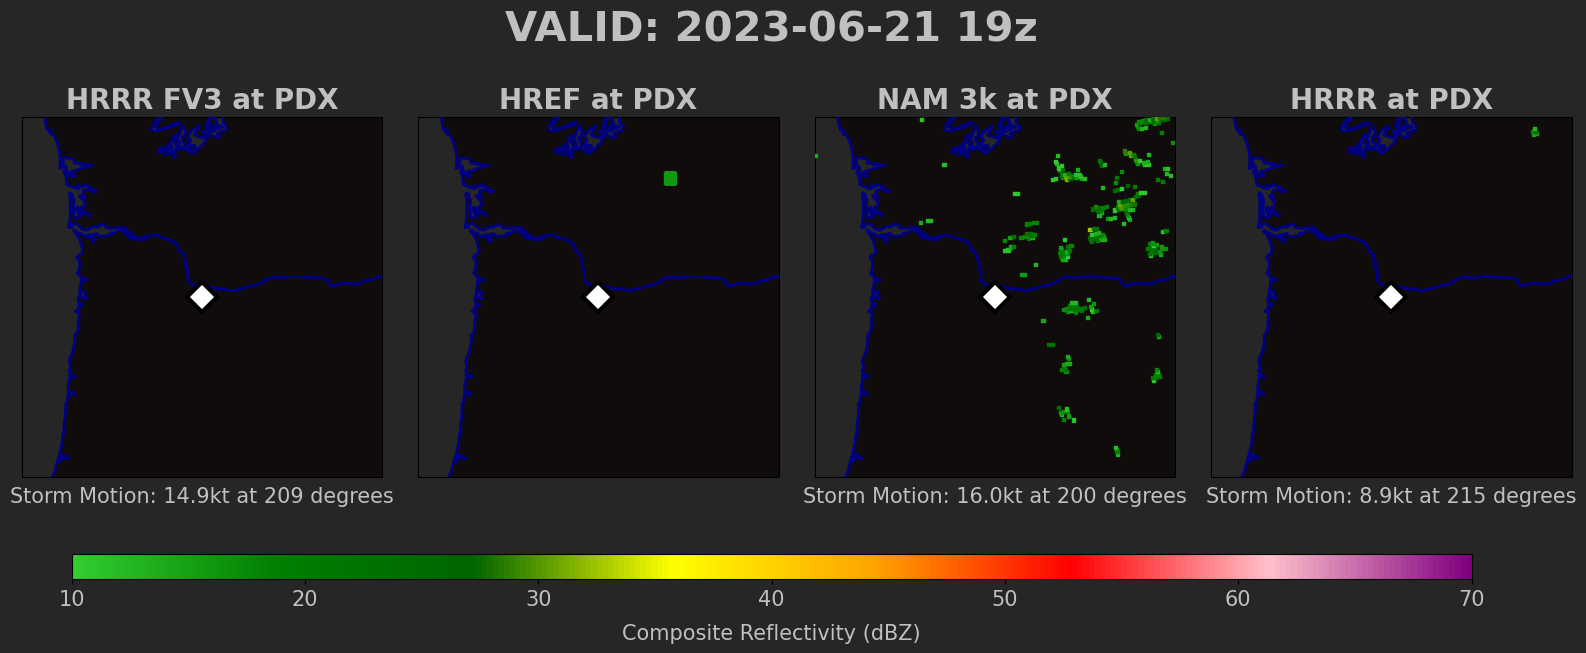 VALID: 2023-06-21 19z
HRRR FV3 at PDX
HREF at PDX
NAM 3k at PDX
HRRR at PDX
Storm Motion: 14.9kt at 209 degrees
Storm Motion: 16.0kt at 200 degrees
Storm Motion: 8.9kt at 215 degrees
10 20 30 40 50 60 70
Composite Reflectivity (dBZ)